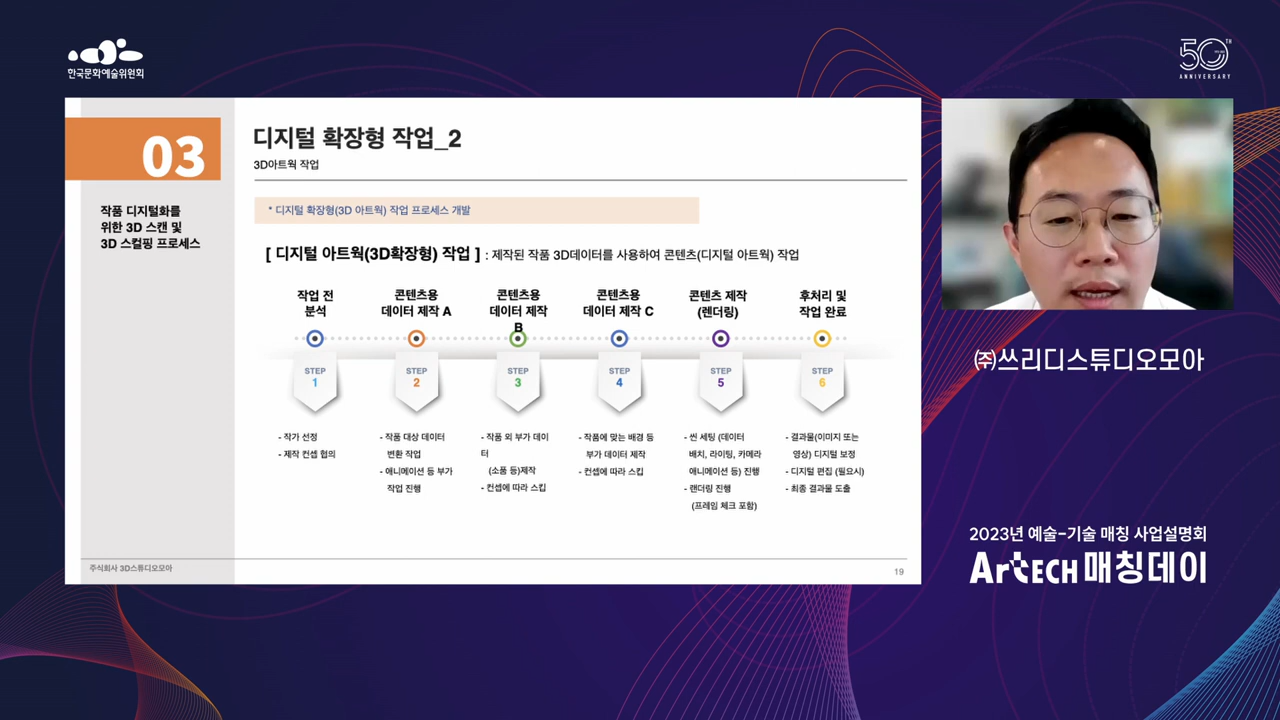 한국문화예술위원회
50TH
ANNIVERSARY
03
작품 디지털화를
위한 3D 스캔 및
3D 스컬핑 프로세스
디지털 확장형 작업_2
3D아트웍 작업
* 디지털 확장형(3D 아트웍) 작업 프로세스 개발
[ 디지털 아트웍(3D확장형) 작업 ] : 제작된 작품 3D데이터를 사용하여 콘텐츠(디지털 아트웍) 작업
작업 전
분석
STEP
1
- 작가 선정
- 제작 컨셉 협의
콘텐츠용
데이터 제작 A
STEP
2
- 작품 대상 데이터
변환 작업
- 애니메이션 등 부가
작업 진행
콘텐츠용
데이터 제작
B
STEP
3
- 작품 외 부가 데이
터
(소품 등)제작
- 컨셉에 따라 스킵
콘텐츠용
데이터 제작 C
STEP
4
- 작품에 맞는 배경 등
부가 데이터 제작
- 컨셉에 따라 스킵
콘텐츠 제작
(렌더링)
STEP
5
- 씬 세팅 (데이터
배치, 라이팅, 카메라
애니메이션 등) 진행
- 랜더링 진행
(프레임 체크 포함)
후처리 및
작업 완료
STEP
6
- 결과물(이미지 또는
영상) 디지털 보정
- 디지털 편집 (필요시)
- 최종 결과물 도출
주식회사 3D스튜디오모아
19
㈜쓰리디스튜디오모아
2023년 예술-기술 매칭 사업설명회
ArtECH 매칭데이